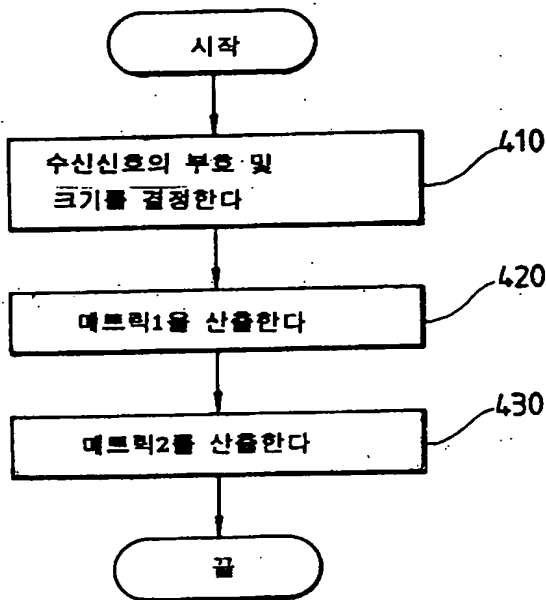 시작
수신신호의 부호 및
크기를 결정한다
410
메트릭1을 산출한다
420
메트릭2를 산출한다
430
끝